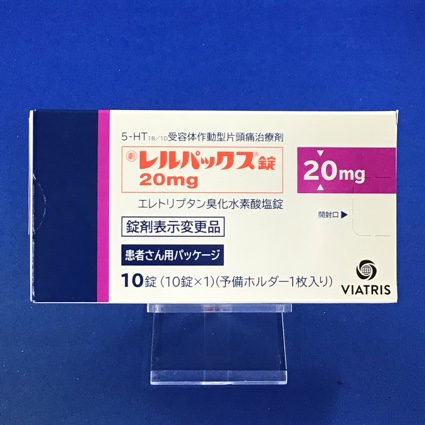 5-HT1B/1D受容体作動型片頭痛治療剤
劇 レルパックス®錠
20mg
20mg
エレトリプタン臭化水素酸塩錠
開封口▶
錠剤表示変更品
患者さん用パッケージ
10錠(10錠×1)(予備ホルダー1枚入り)
VIATRIS